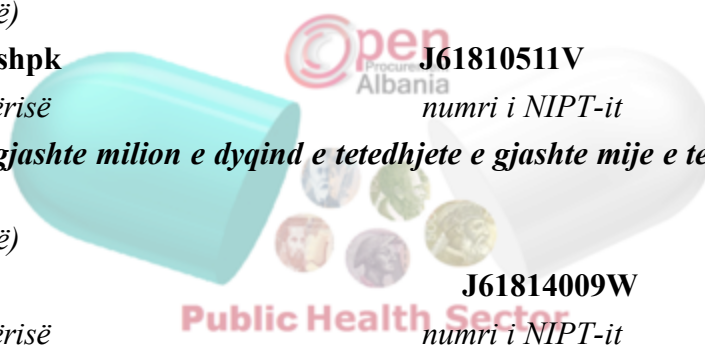 ë)
shpk J61810511V
ërisë numri i NIPT-it
gjashte milion e dyqind e tetedhjete e gjashte mije e te
ë)
J61814009W
ërisë numri i NIPT-it
Open
Procurement
Albania
Public Health Sector